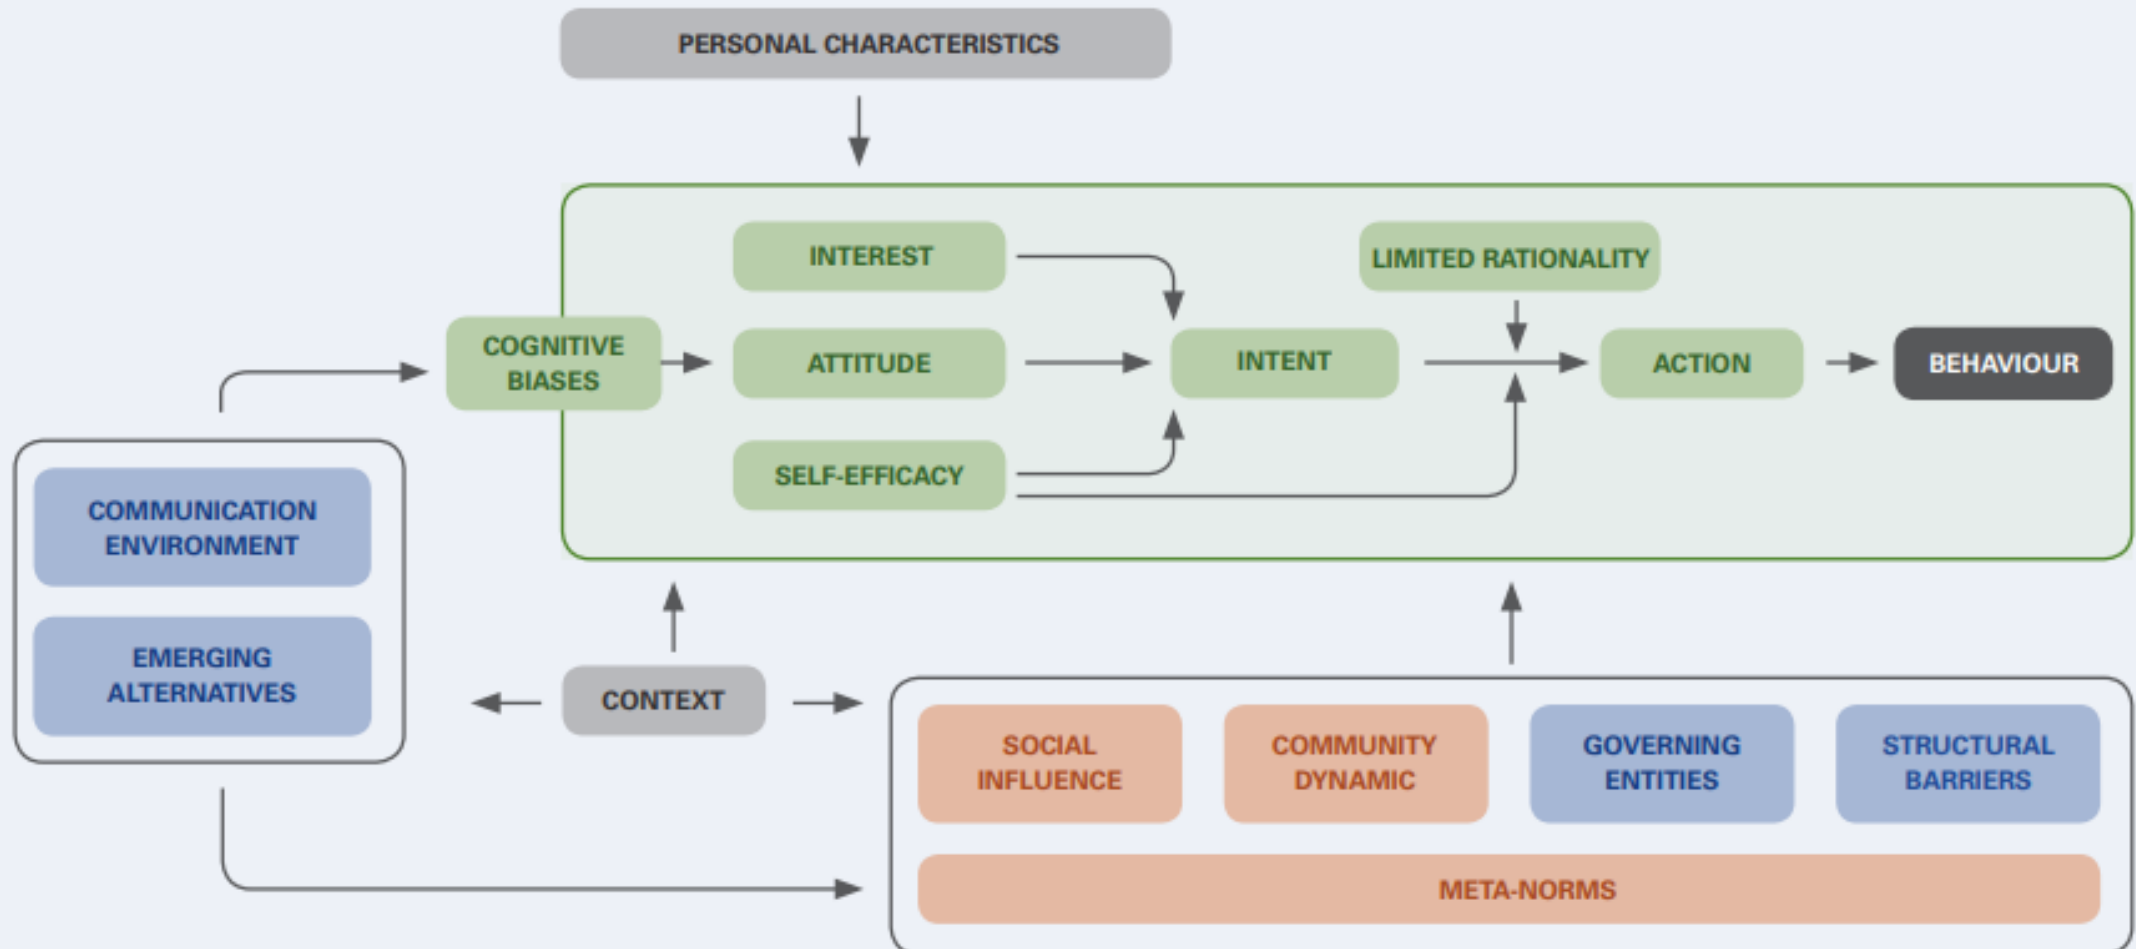 PERSONAL CHARACTERISTICS
INTEREST
LIMITED RATIONALITY
COGNITIVE
BIASES
ATTITUDE
INTENT
ACTION
BEHAVIOUR
SELF-EFFICACY
COMMUNICATION
ENVIRONMENT
EMERGING
ALTERNATIVES
CONTEXT
SOCIAL
INFLUENCE
COMMUNITY
DYNAMIC
GOVERNING
ENTITIES
STRUCTURAL
BARRIERS
META-NORMS